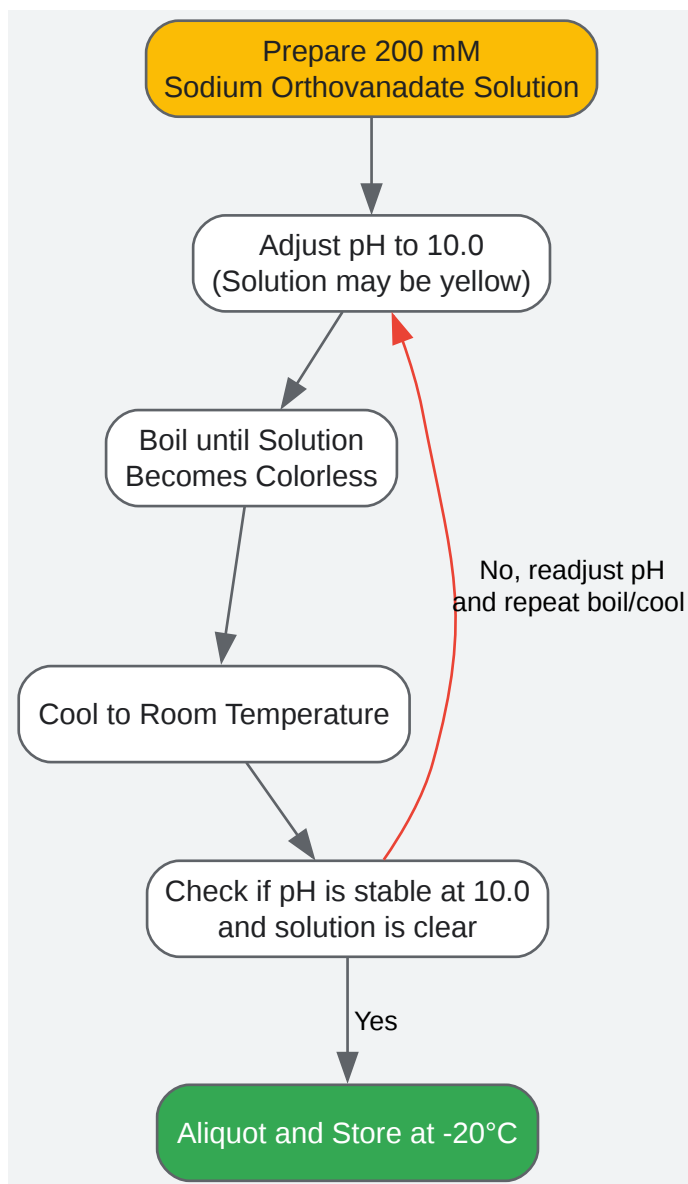 Prepare 200 mM
Sodium Orthovanadate Solution
Adjust pH to 10.0
(Solution may be yellow)
Boil until Solution
Becomes Colorless
No, readjust pH
and repeat boil/cool
Cool to Room Temperature
Check if pH is stable at 10.0
and solution is clear
Yes
Aliquot and Store at -20°C